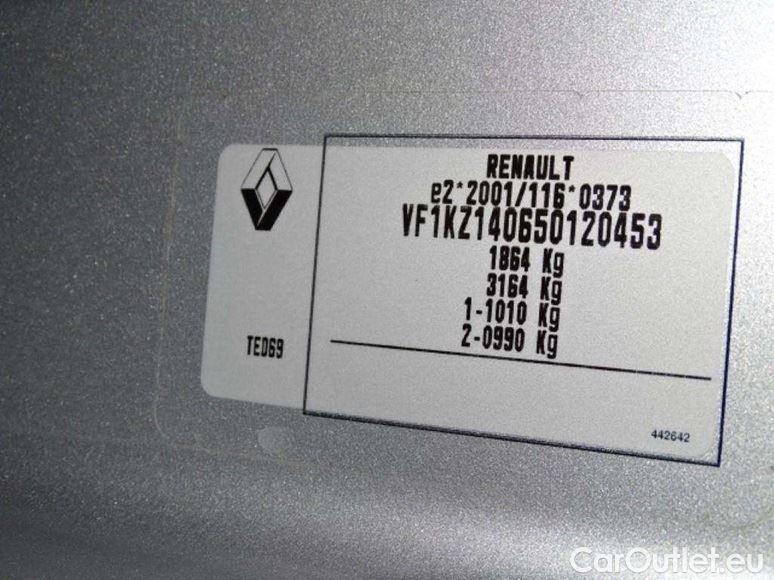 RENAULT
e2*2001/116*0373
VF1KZ140650120453
1864 Kg
3164 Kg
1-1010 Kg
2-0990 Kg
TED69
442642
CarOutlet.eu